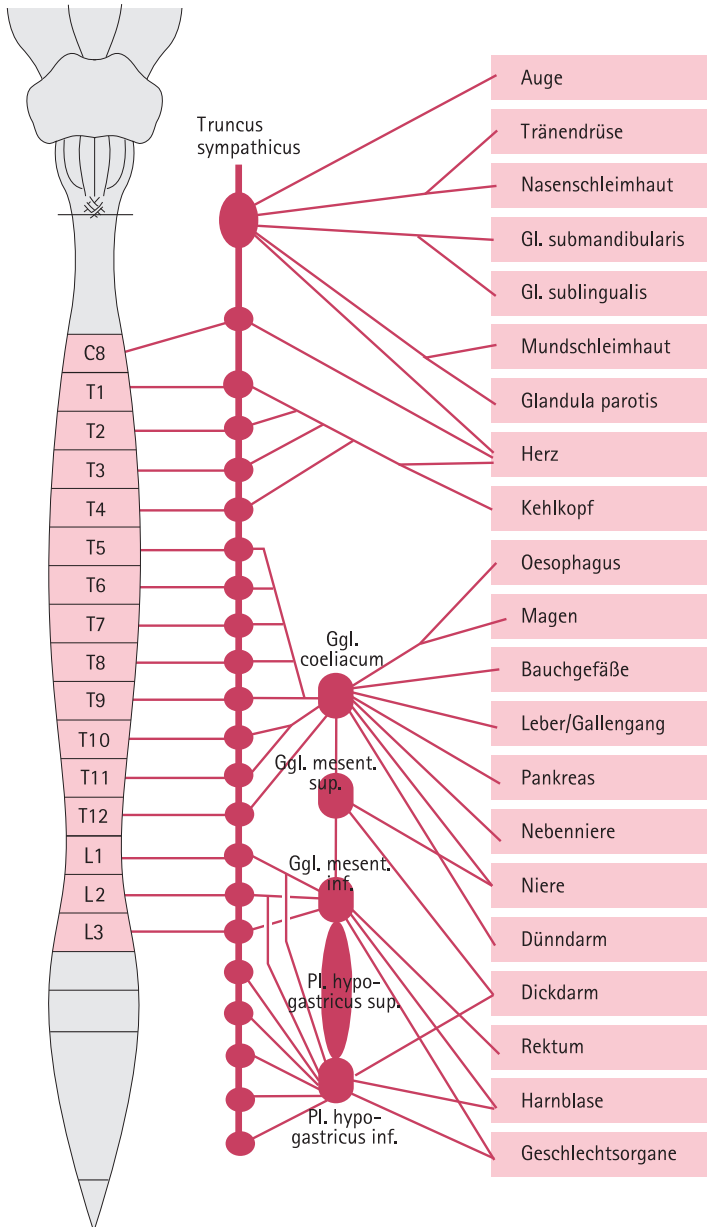 Truncus
sympathicus
C8
T1
T2
T3
T4
T5
T6
T7
T8
T9
T10
T11
T12
L1
L2
L3
Ggl.
coeliacum
Ggl. mesent.
sup.
Ggl. mesent.
inf.
Pl. hypo-
gastricus sup.
Pl. hypo-
gastricus inf.
Auge
Tränendrüse
Nasenschleimhaut
Gl. submandibularis
Gl. sublingualis
Mundschleimhaut
Glandula parotis
Herz
Kehlkopf
Oesophagus
Magen
Bauchgefäße
Leber/Gallengang
Pankreas
Nebenniere
Niere
Dünndarm
Dickdarm
Rektum
Harnblase
Geschlechtsorgane